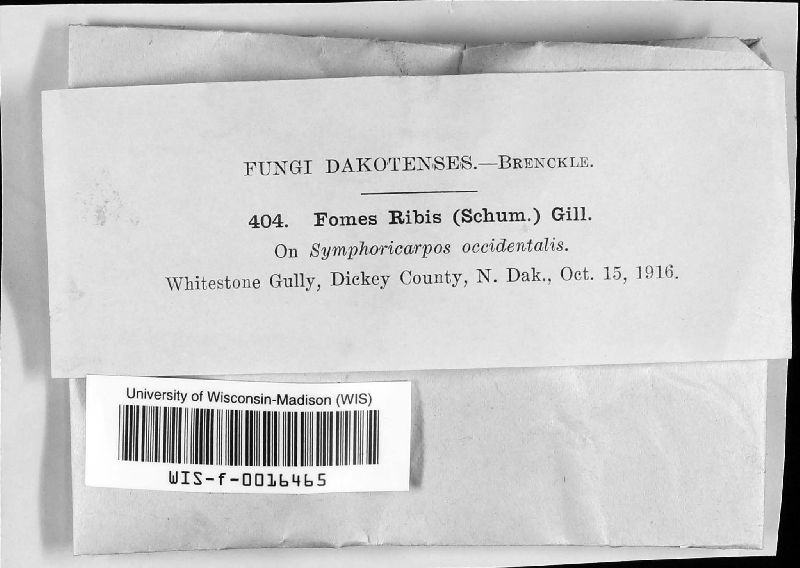 FUNGI DAKOTENSES.—BRENCKLE.
404. Fomes Ribis (Schum.) Gill.
On Symphoricarpos occidentalis.
Whitestone Gully, Dickey County, N. Dak., Oct. 15, 1916.
University of Wisconsin-Madison (WIS)
WIS-f-0016465